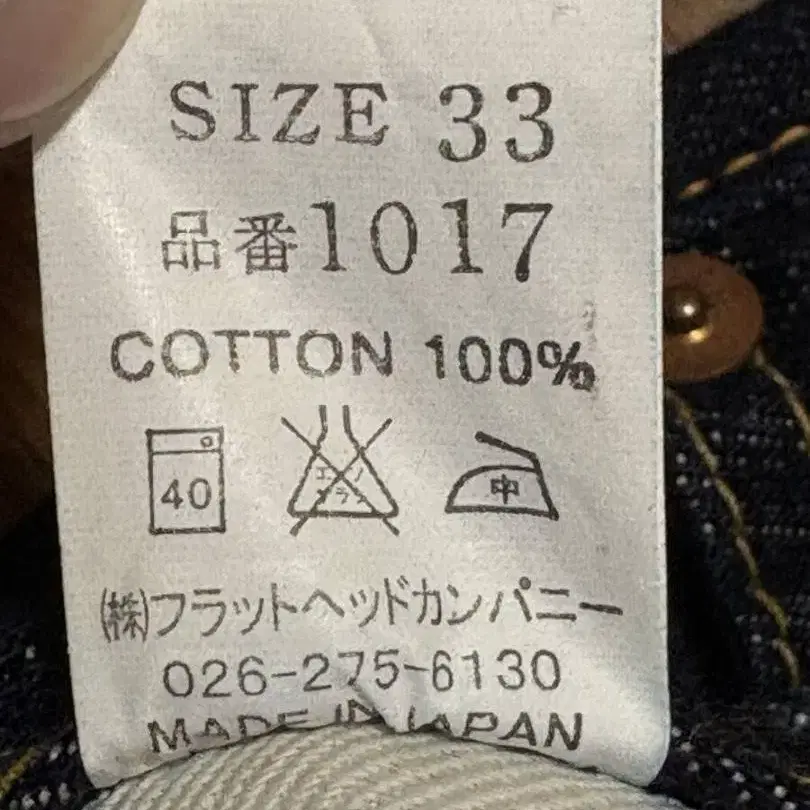 SIZE 33
品番1017
COTTON 100%
40 エンソ サラシ 中
㈱フラットヘッドカンパニー
026-275-6130
MADE IN JAPAN